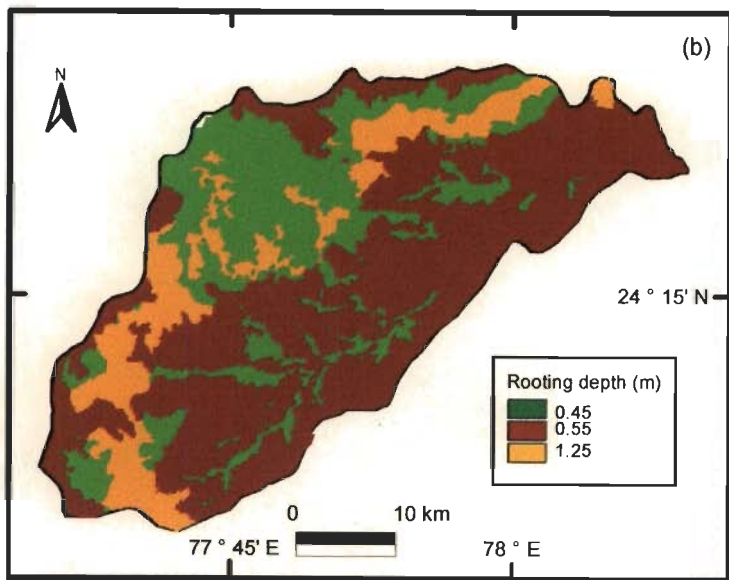 (b)
N
24 ° 15' N
Rooting depth (m)
0.45
0.55
1.25
0 10 km
77 ° 45' E 78 ° E